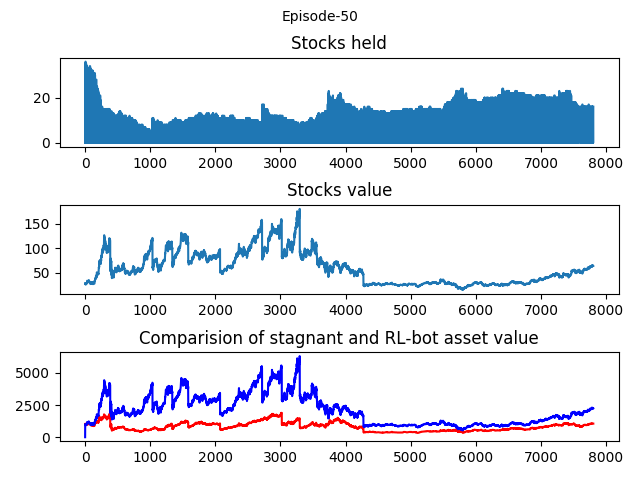 Episode-50
Stocks held
20
0
0 1000 2000 3000 4000 5000 6000 7000 8000
Stocks value
150
100
50
0 1000 2000 3000 4000 5000 6000 7000 8000
Comparision of stagnant and RL-bot asset value
5000
2500
0
0 1000 2000 3000 4000 5000 6000 7000 8000